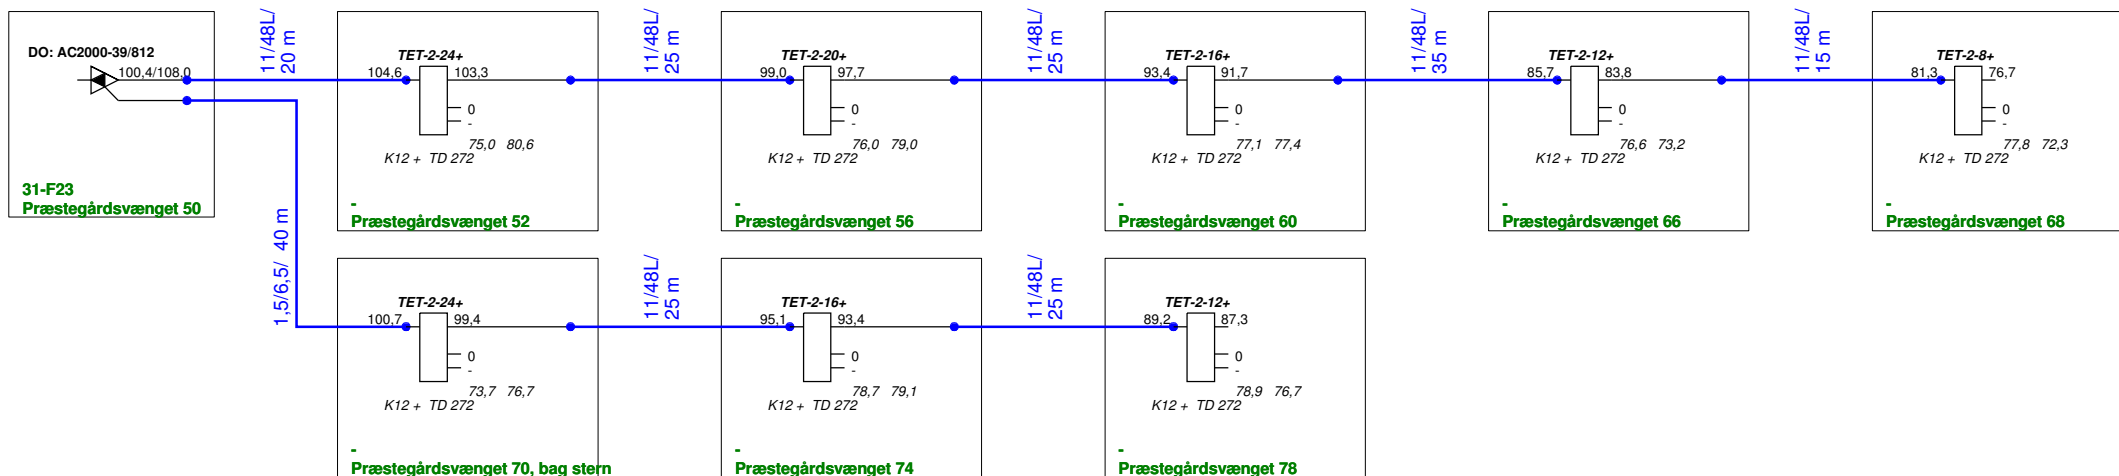 DO: AC2000-39/812
100,4/108,0
31-F23
Præstegårdsvænget 50
11/48L/
20 m
TET-2-24+
104,6 103,3
0
-
75,0 80,6
K12 + TD 272
-
Præstegårdsvænget 52
11/48L/
25 m
TET-2-20+
99,0 97,7
0
-
76,0 79,0
K12 + TD 272
-
Præstegårdsvænget 56
11/48L/
25 m
TET-2-16+
93,4 91,7
0
-
77,1 77,4
K12 + TD 272
-
Præstegårdsvænget 60
11/48L/
35 m
TET-2-12+
85,7 83,8
0
-
76,6 73,2
K12 + TD 272
-
Præstegårdsvænget 66
11/48L/
15 m
TET-2-8+
81,3 76,7
0
-
77,8 72,3
K12 + TD 272
-
Præstegårdsvænget 68
1,5/6,5/ 40 m
TET-2-24+
100,7 99,4
0
-
73,7 76,7
K12 + TD 272
-
Præstegårdsvænget 70, bag stern
11/48L/
25 m
TET-2-16+
95,1 93,4
0
-
78,7 79,1
K12 + TD 272
-
Præstegårdsvænget 74
11/48L/
25 m
TET-2-12+
89,2 87,3
0
-
78,9 76,7
K12 + TD 272
-
Præstegårdsvænget 78